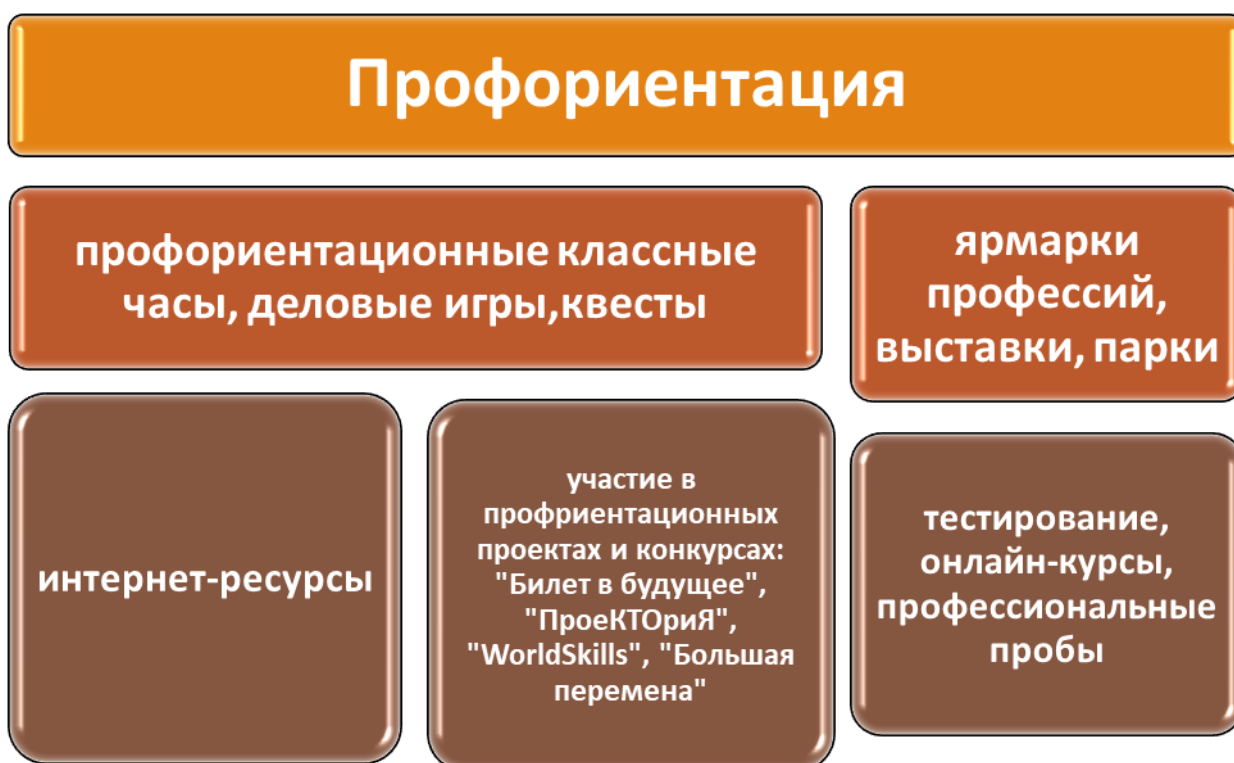 Профориентация
профориентационные классные
часы, деловые игры,квесты
ярмарки
профессий,
выставки, парки
интернет-ресурсы
участие в
профриентационных
проектах и конкурсах:
"Билет в будущее",
"ПроеКТОриЯ",
"WorldSkills", "Большая
перемена"
тестирование,
онлайн-курсы,
профессиональные
пробы